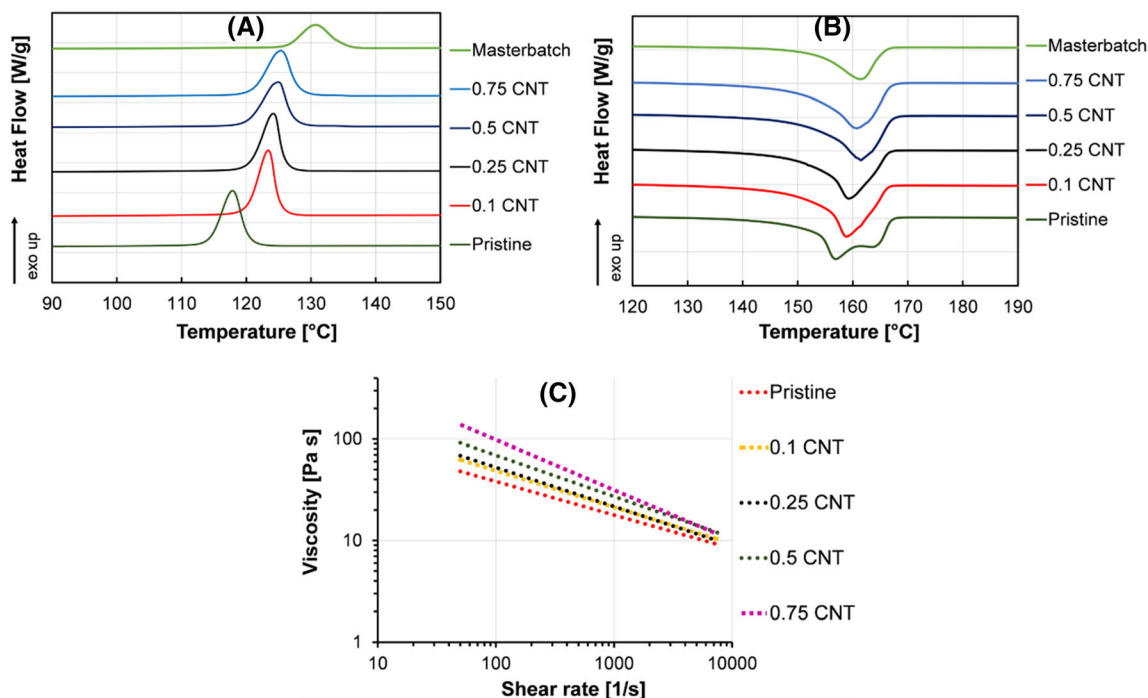 (A)
Heat Flow [W/g]
exo up
Masterbatch
0.75 CNT
0.5 CNT
0.25 CNT
0.1 CNT
Pristine
90 100 110 120 130 140 150
Temperature [°C]
(B)
Heat Flow [W/g]
exo up
Masterbatch
0.75 CNT
0.5 CNT
0.25 CNT
0.1 CNT
Pristine
120 130 140 150 160 170 180 190
Temperature [°C]
(C)
Viscosity [Pa s]
100
10
1
10 100 1000 10000
Shear rate [1/s]
Pristine
0.1 CNT
0.25 CNT
0.5 CNT
0.75 CNT